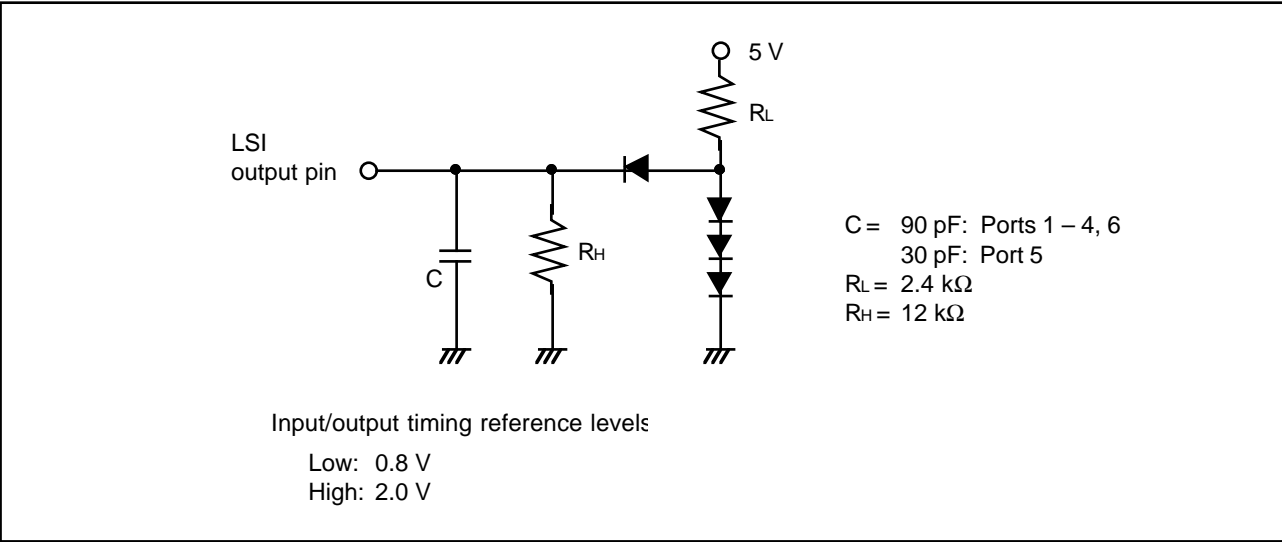 5 V
RL
LSI
output pin
C
RH
C = 90 pF: Ports 1 – 4, 6
30 pF: Port 5
RL = 2.4 kΩ
RH = 12 kΩ
Input/output timing reference levels
Low: 0.8 V
High: 2.0 V